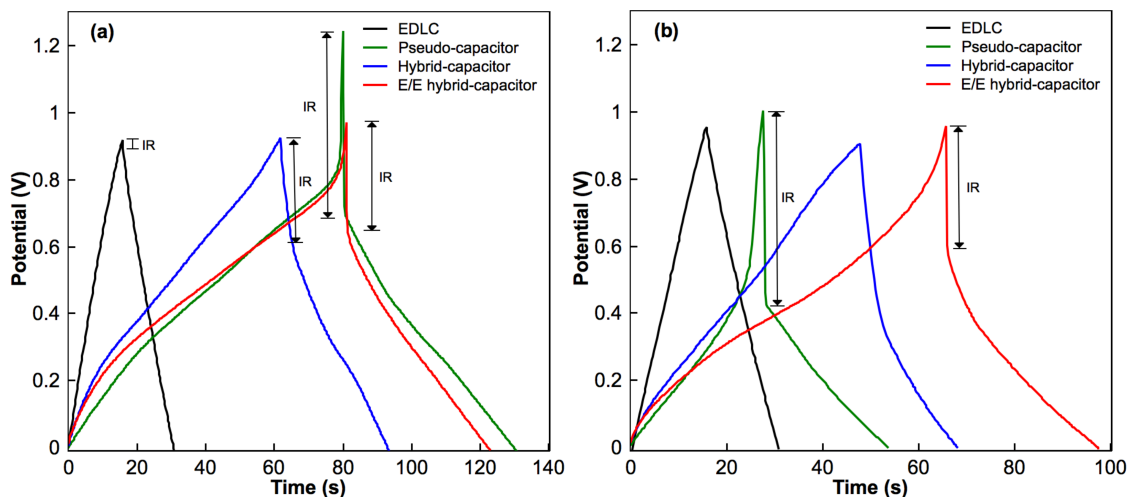 (a)
EDLC
Pseudo-capacitor
Hybrid-capacitor
E/E hybrid-capacitor
1.2
1
0.8
0.6
0.4
0.2
0
Potential (V)
IR
IR
IR
IR
0 20 40 60 80 100 120 140
Time (s)
(b)
EDLC
Pseudo-capacitor
Hybrid-capacitor
E/E hybrid-capacitor
1.2
1
0.8
0.6
0.4
0.2
0
Potential (V)
IR
IR
0 20 40 60 80 100
Time (s)